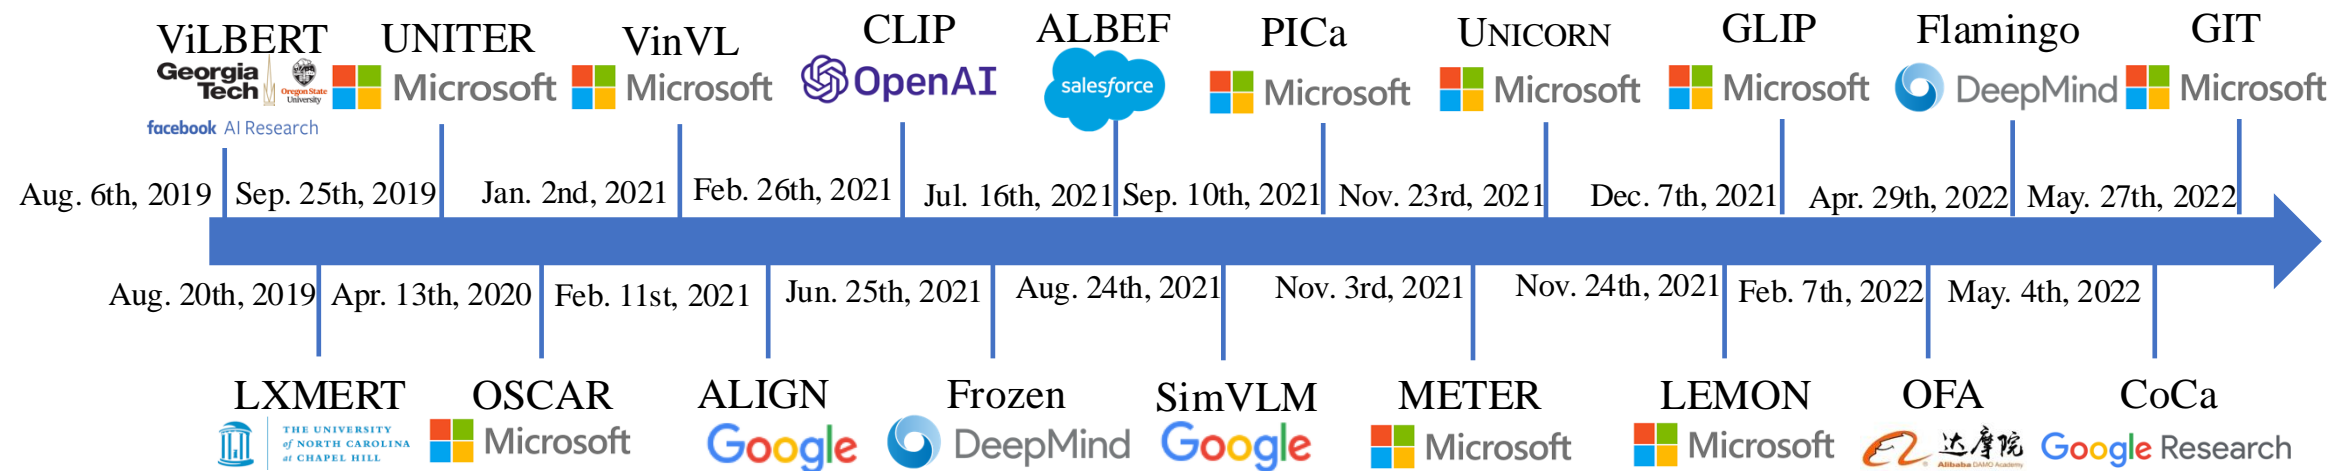 ViLBERT
Georgia Tech
Oregon State University
facebook AI Research
UNITER
Microsoft
VinVL
Microsoft
CLIP
OpenAI
ALBEF
salesforce
PICa
Microsoft
UNICORN
Microsoft
GLIP
Microsoft
Flamingo
DeepMind
GIT
Microsoft
Aug. 6th, 2019
Sep. 25th, 2019
Jan. 2nd, 2021
Feb. 26th, 2021
Jul. 16th, 2021
Sep. 10th, 2021
Nov. 23rd, 2021
Dec. 7th, 2021
Apr. 29th, 2022
May. 27th, 2022
Aug. 20th, 2019
Apr. 13th, 2020
Feb. 11st, 2021
Jun. 25th, 2021
Aug. 24th, 2021
Nov. 3rd, 2021
Nov. 24th, 2021
Feb. 7th, 2022
May. 4th, 2022
LXMERT
THE UNIVERSITY
of NORTH CAROLINA
at CHAPEL HILL
OSCAR
Microsoft
ALIGN
Google
Frozen
DeepMind
SimVLM
Google
METER
Microsoft
LEMON
Microsoft
OFA
达摩院
Alibaba DAMO Academy
CoCa
Google Research